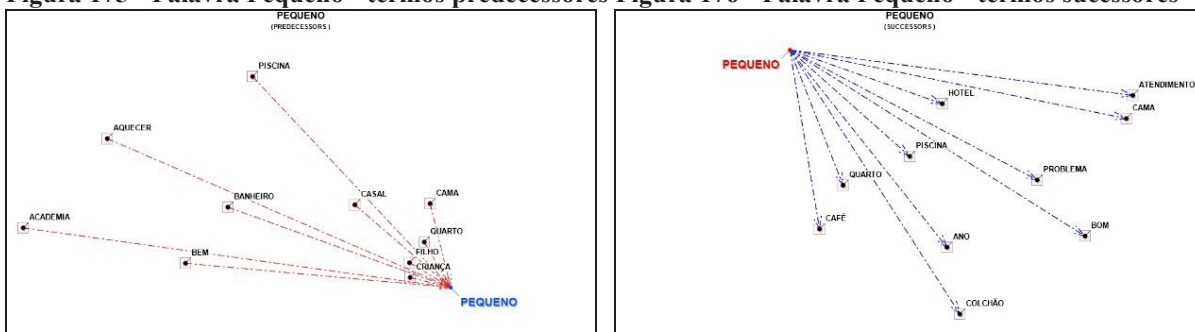 Figura 175 - Palavra Pequeno - termos predecessores Figura 176 - Palavra Pequeno - termos sucessores
PEQUENO
(PREDECESSORS)
PISCINA
AQUECER
BANHEIRO
CASAL
CAMA
ACADEMIA
QUARTO
BEM
FILHO
CRIANÇA
PEQUENO
PEQUENO
(SUCCESSORS)
PEQUENO
ATENDIMENTO
HOTEL
CAMA
PISCINA
PROBLEMA
QUARTO
CAFÉ
BOM
ANO
COLCHÃO